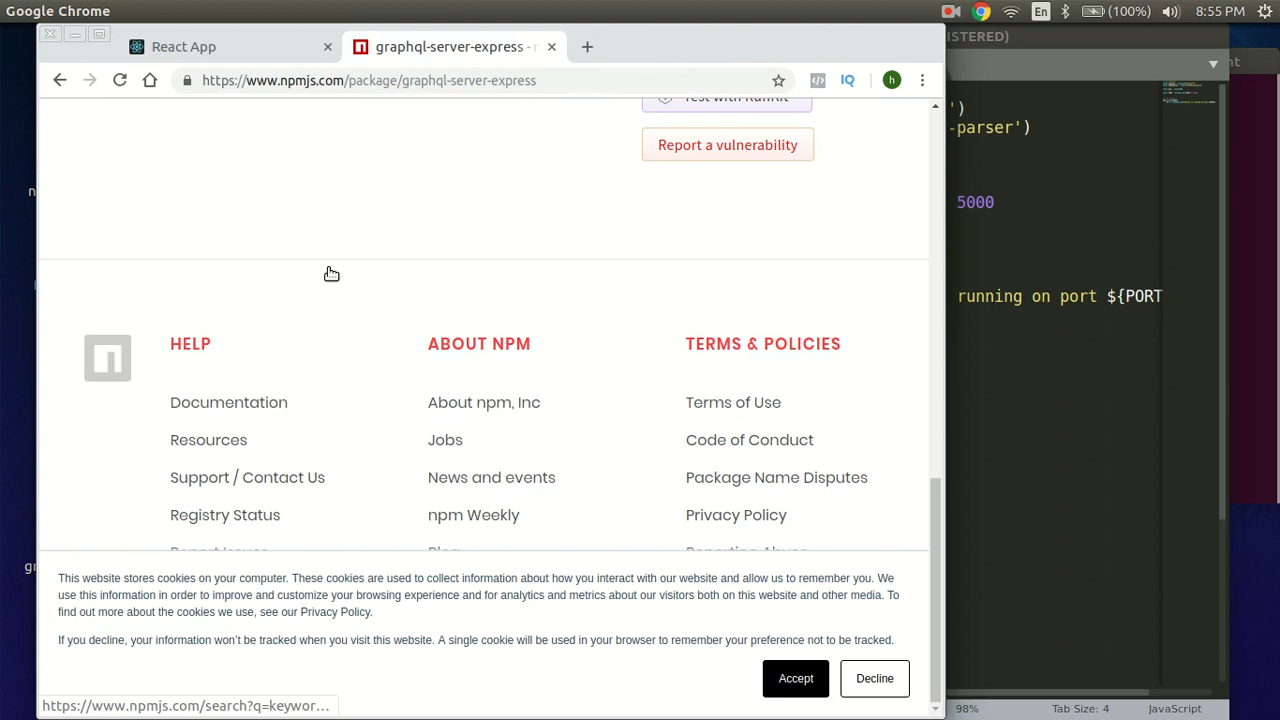 Google Chrome
En
(100%)
8:55 PM
React App
graphql-server-express - n
ISTERED)
nt
https://www.npmjs.com/package/graphql-server-express
IQ
h
Test with RunKit
Report a vulnerability
')
-parser')
5000
running on port ${PORT
HELP
ABOUT NPM
TERMS & POLICIES
Documentation
About npm, Inc
Terms of Use
Resources
Jobs
Code of Conduct
Support / Contact Us
News and events
Package Name Disputes
Registry Status
npm Weekly
Privacy Policy
Report Issues
Blog
Reporting Abuse
This website stores cookies on your computer. These cookies are used to collect information about how you interact with our website and allow us to remember you. We
use this information in order to improve and customize your browsing experience and for analytics and metrics about our visitors both on this website and other media. To
find out more about the cookies we use, see our Privacy Policy.
If you decline, your information won't be tracked when you visit this website. A single cookie will be used in your browser to remember your preference not to be tracked.
Accept
Decline
https://www.npmjs.com/search?q=keywor...
98%
Tab Size: 4
JavaScript